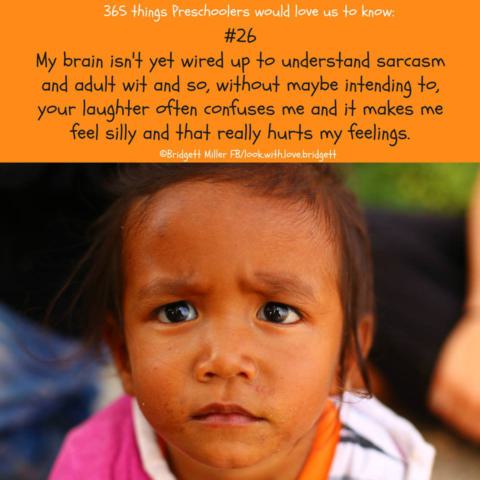 365 things Preschoolers would love us to know:
#26
My brain isn't yet wired up to understand sarcasm
and adult wit and so, without maybe intending to,
your laughter often confuses me and it makes me
feel silly and that really hurts my feelings.
©Bridgett Miller FB/look.with.love.bridgett